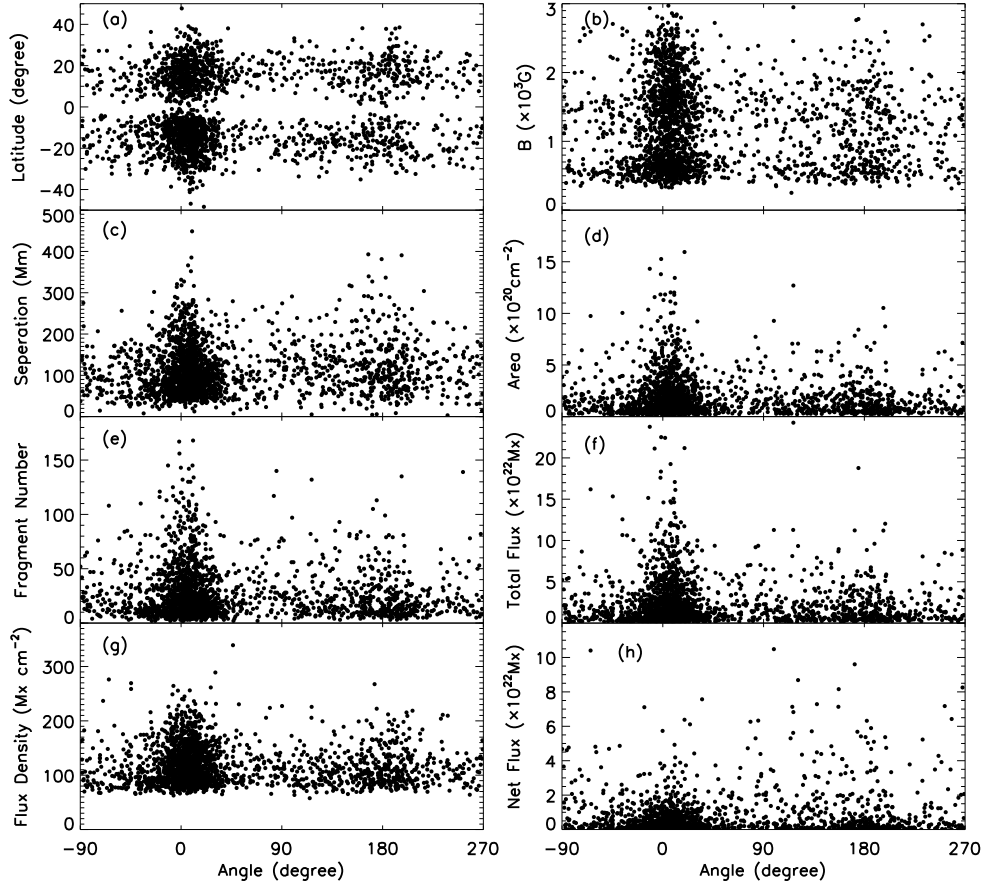 (a)
Latitude (degree)
40
20
0
−20
−40
(b)
B (×10³G)
3
2
1
0
(c)
Seperation (Mm)
500
400
300
200
100
0
(d)
Area (×10²⁰cm⁻²)
15
10
5
0
(e)
Fragment Number
150
100
50
0
(f)
Total Flux (×10²²Mx)
20
15
10
5
0
(g)
Flux Density (Mx cm⁻²)
300
200
100
0
(h)
Net Flux (×10²²Mx)
10
8
6
4
2
0
−90 0 90 180 270
Angle (degree)
−90 0 90 180 270
Angle (degree)